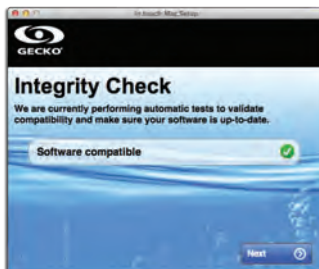 in.touch Mac Setup
GECKO
Integrity Check
We are currently performing automatic tests to validate
compatibility and make sure your software is up-to-date.
Software compatible
Next